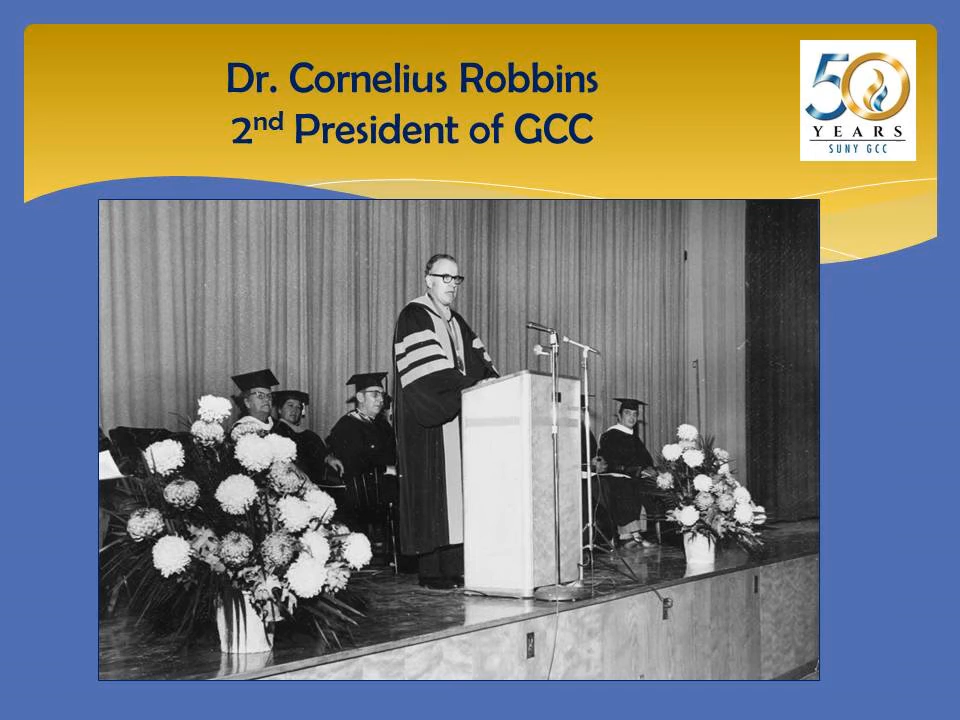 Dr. Cornelius Robbins
2nd President of GCC
50
YEARS
SUNY GCC